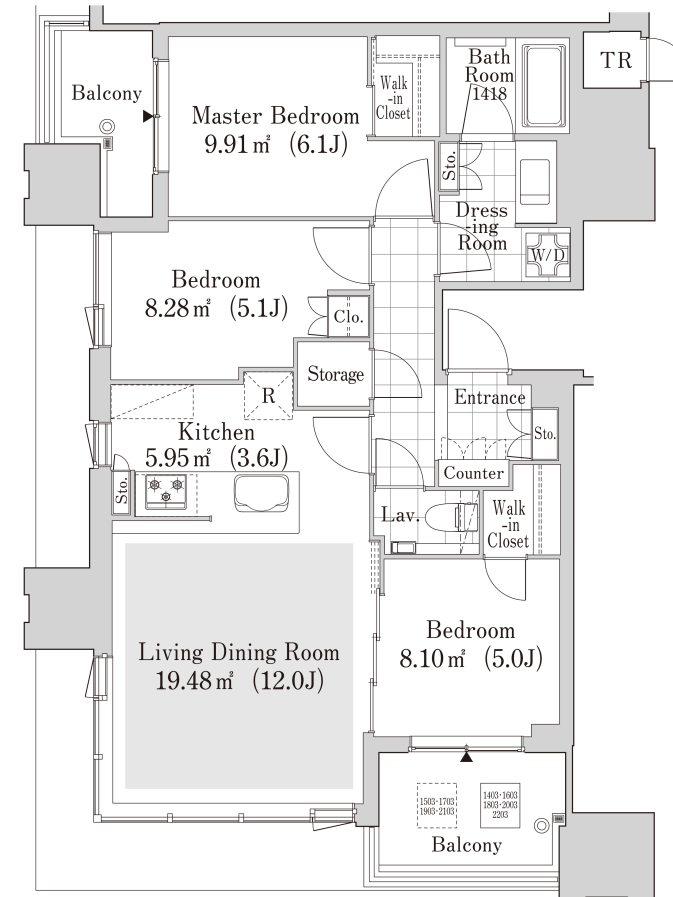 Balcony
Master Bedroom
9.91㎡ (6.1J)
Walk
-in
Closet
Bath
Room
1418
TR
Sto.
Dress
-ing
Room
W/D
Bedroom
8.28㎡ (5.1J)
Clo.
Storage
R
Entrance
Sto.
Kitchen
5.95㎡ (3.6J)
Sto.
Counter
Lav.
Walk
-in
Closet
Living Dining Room
19.48㎡ (12.0J)
Bedroom
8.10㎡ (5.0J)
1503·1703
1903·2103
1403·1603
1803·2003
2203
Balcony